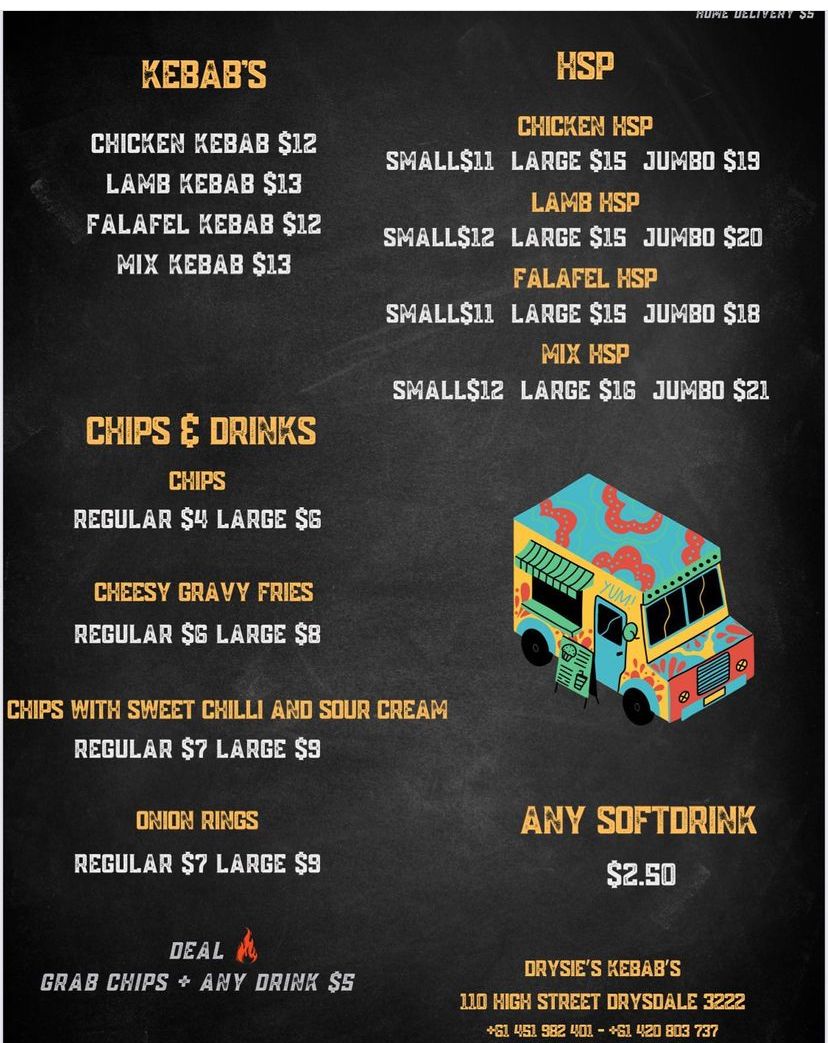 HOME DELIVERY $5
KEBAB'S
CHICKEN KEBAB $12
LAMB KEBAB $13
FALAFEL KEBAB $12
MIX KEBAB $13
HSP
CHICKEN HSP
SMALL$11 LARGE $15 JUMBO $19
LAMB HSP
SMALL$12 LARGE $15 JUMBO $20
FALAFEL HSP
SMALL$11 LARGE $15 JUMBO $18
MIX HSP
SMALL$12 LARGE $16 JUMBO $21
CHIPS & DRINKS
CHIPS
REGULAR $4 LARGE $6
CHEESY GRAVY FRIES
REGULAR $6 LARGE $8
CHIPS WITH SWEET CHILLI AND SOUR CREAM
REGULAR $7 LARGE $9
ONION RINGS
REGULAR $7 LARGE $9
DEAL 🔥
GRAB CHIPS + ANY DRINK $5
YUM!
ANY SOFTDRINK
$2.50
DRYSIE'S KEBAB'S
110 HIGH STREET DRYSDALE 3222
+61 451 982 401 - +61 420 803 737